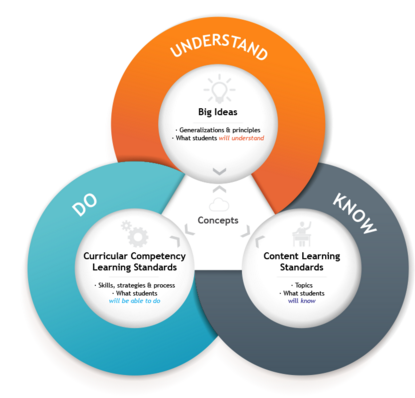 UNDERSTAND
Big Ideas
· Generalizations & principles
· What students will understand
DO
KNOW
Concepts
Curricular Competency
Learning Standards
· Skills, strategies & process
· What students
will be able to do
Content Learning
Standards
· Topics
· What students
will know